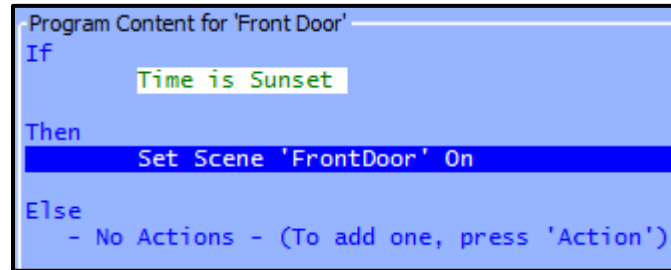 Program Content for 'Front Door'
If
Time is Sunset
Then
Set Scene 'FrontDoor' On
Else
- No Actions - (To add one, press 'Action')